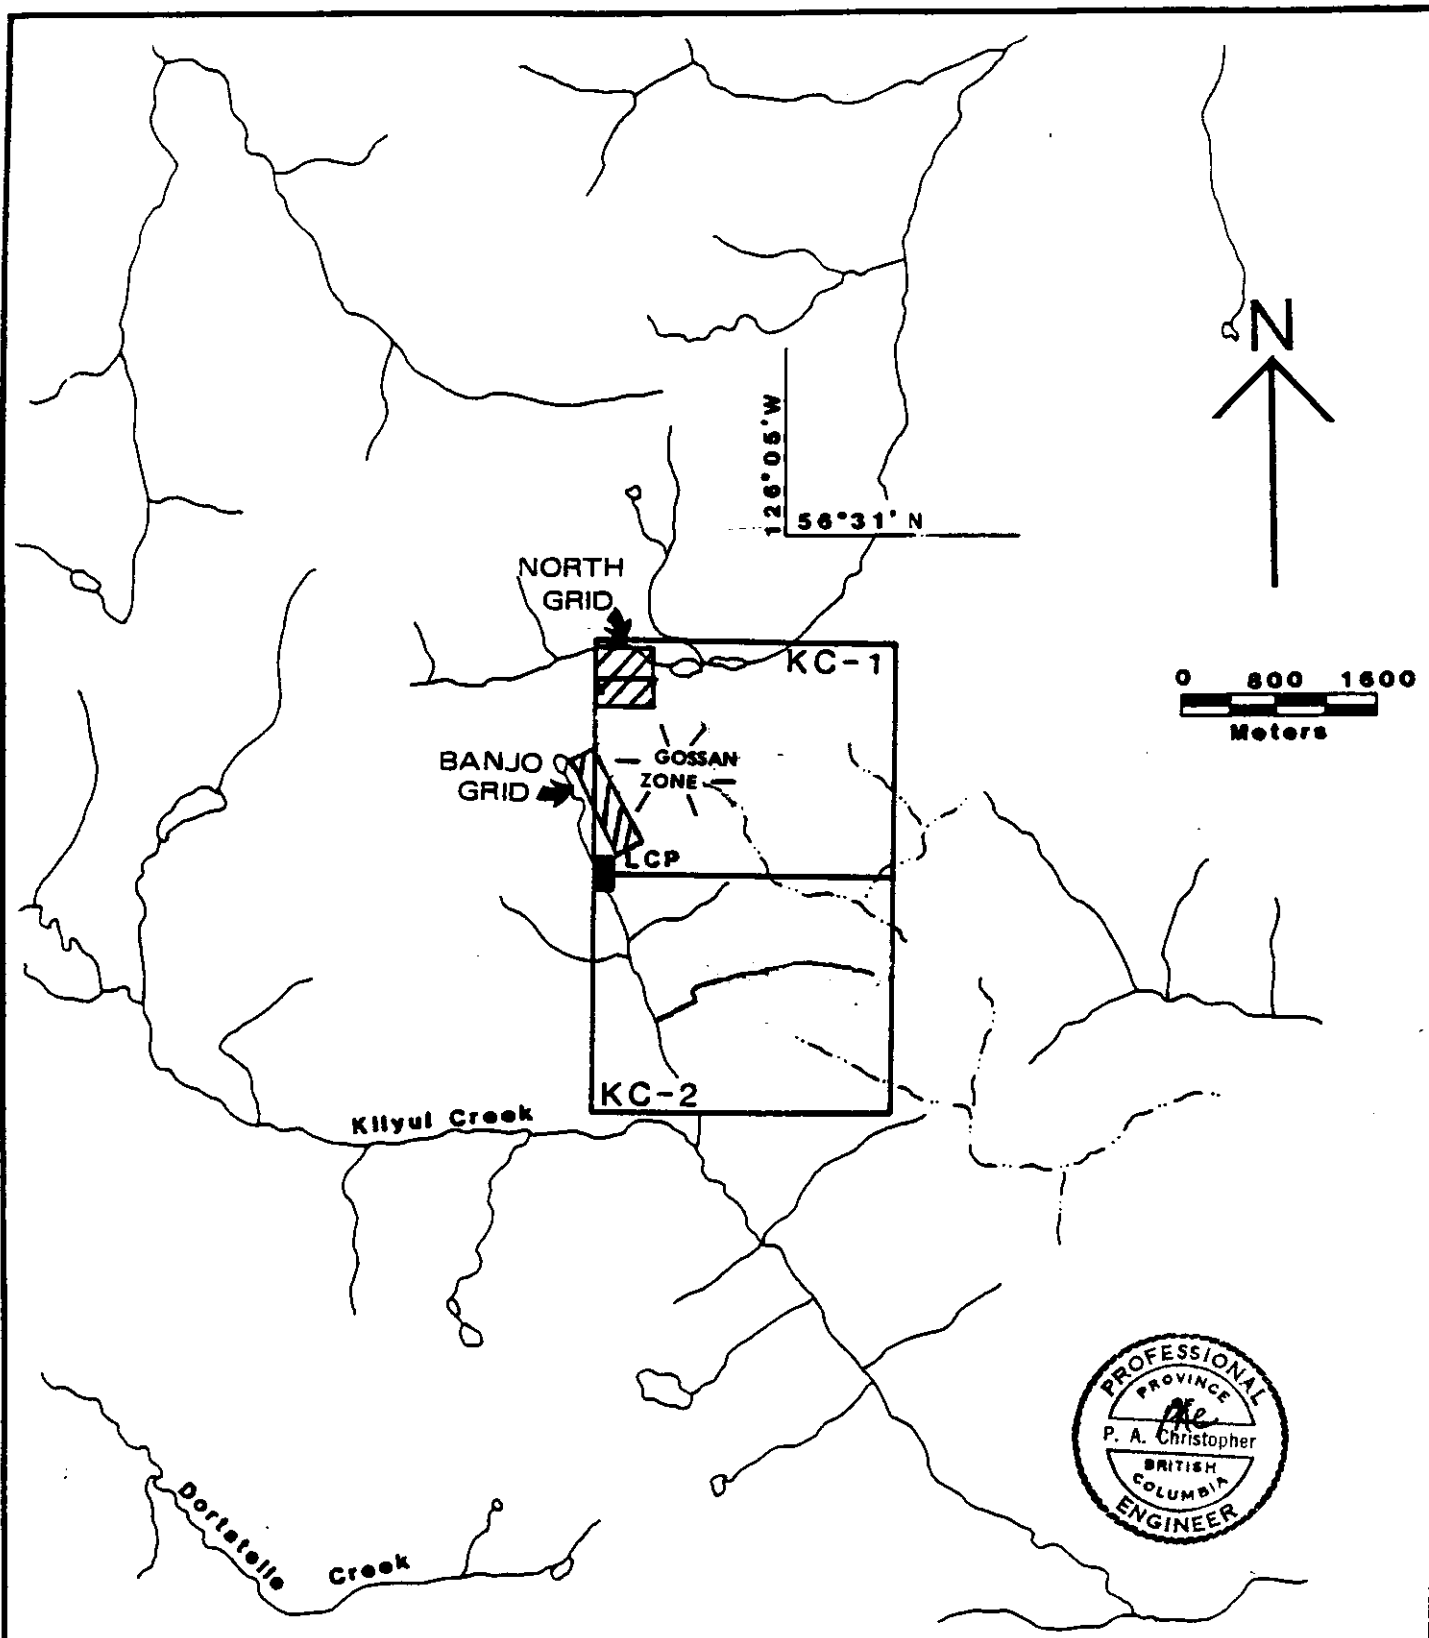 N
126°05'W
56°31' N
NORTH
GRID
KC-1
0 800 1600
Meters
BANJO
GRID
GOSSAN
ZONE
LCP
KC-2
Kliyul Creek
PROFESSIONAL
PROVINCE
P. A. Christopher
BRITISH
COLUMBIA
ENGINEER
Dortatelle
Creek